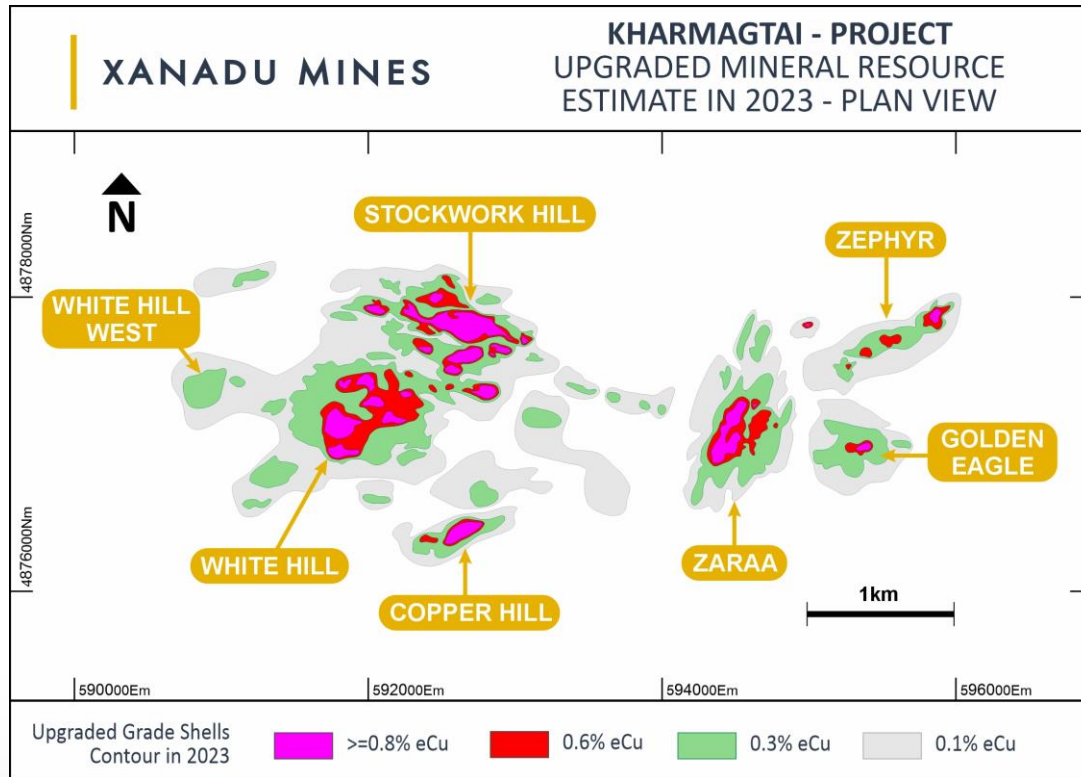 XANADU MINES
KHARMAGTAI - PROJECT
UPGRADED MINERAL RESOURCE
ESTIMATE IN 2023 - PLAN VIEW
N
STOCKWORK HILL
ZEPHYR
4878000Nm
WHITE HILL
WEST
GOLDEN
EAGLE
WHITE HILL
ZARAA
4876000Nm
COPPER HILL
1km
590000Em
592000Em
594000Em
596000Em
Upgraded Grade Shells
Contour in 2023
>=0.8% eCu
0.6% eCu
0.3% eCu
0.1% eCu